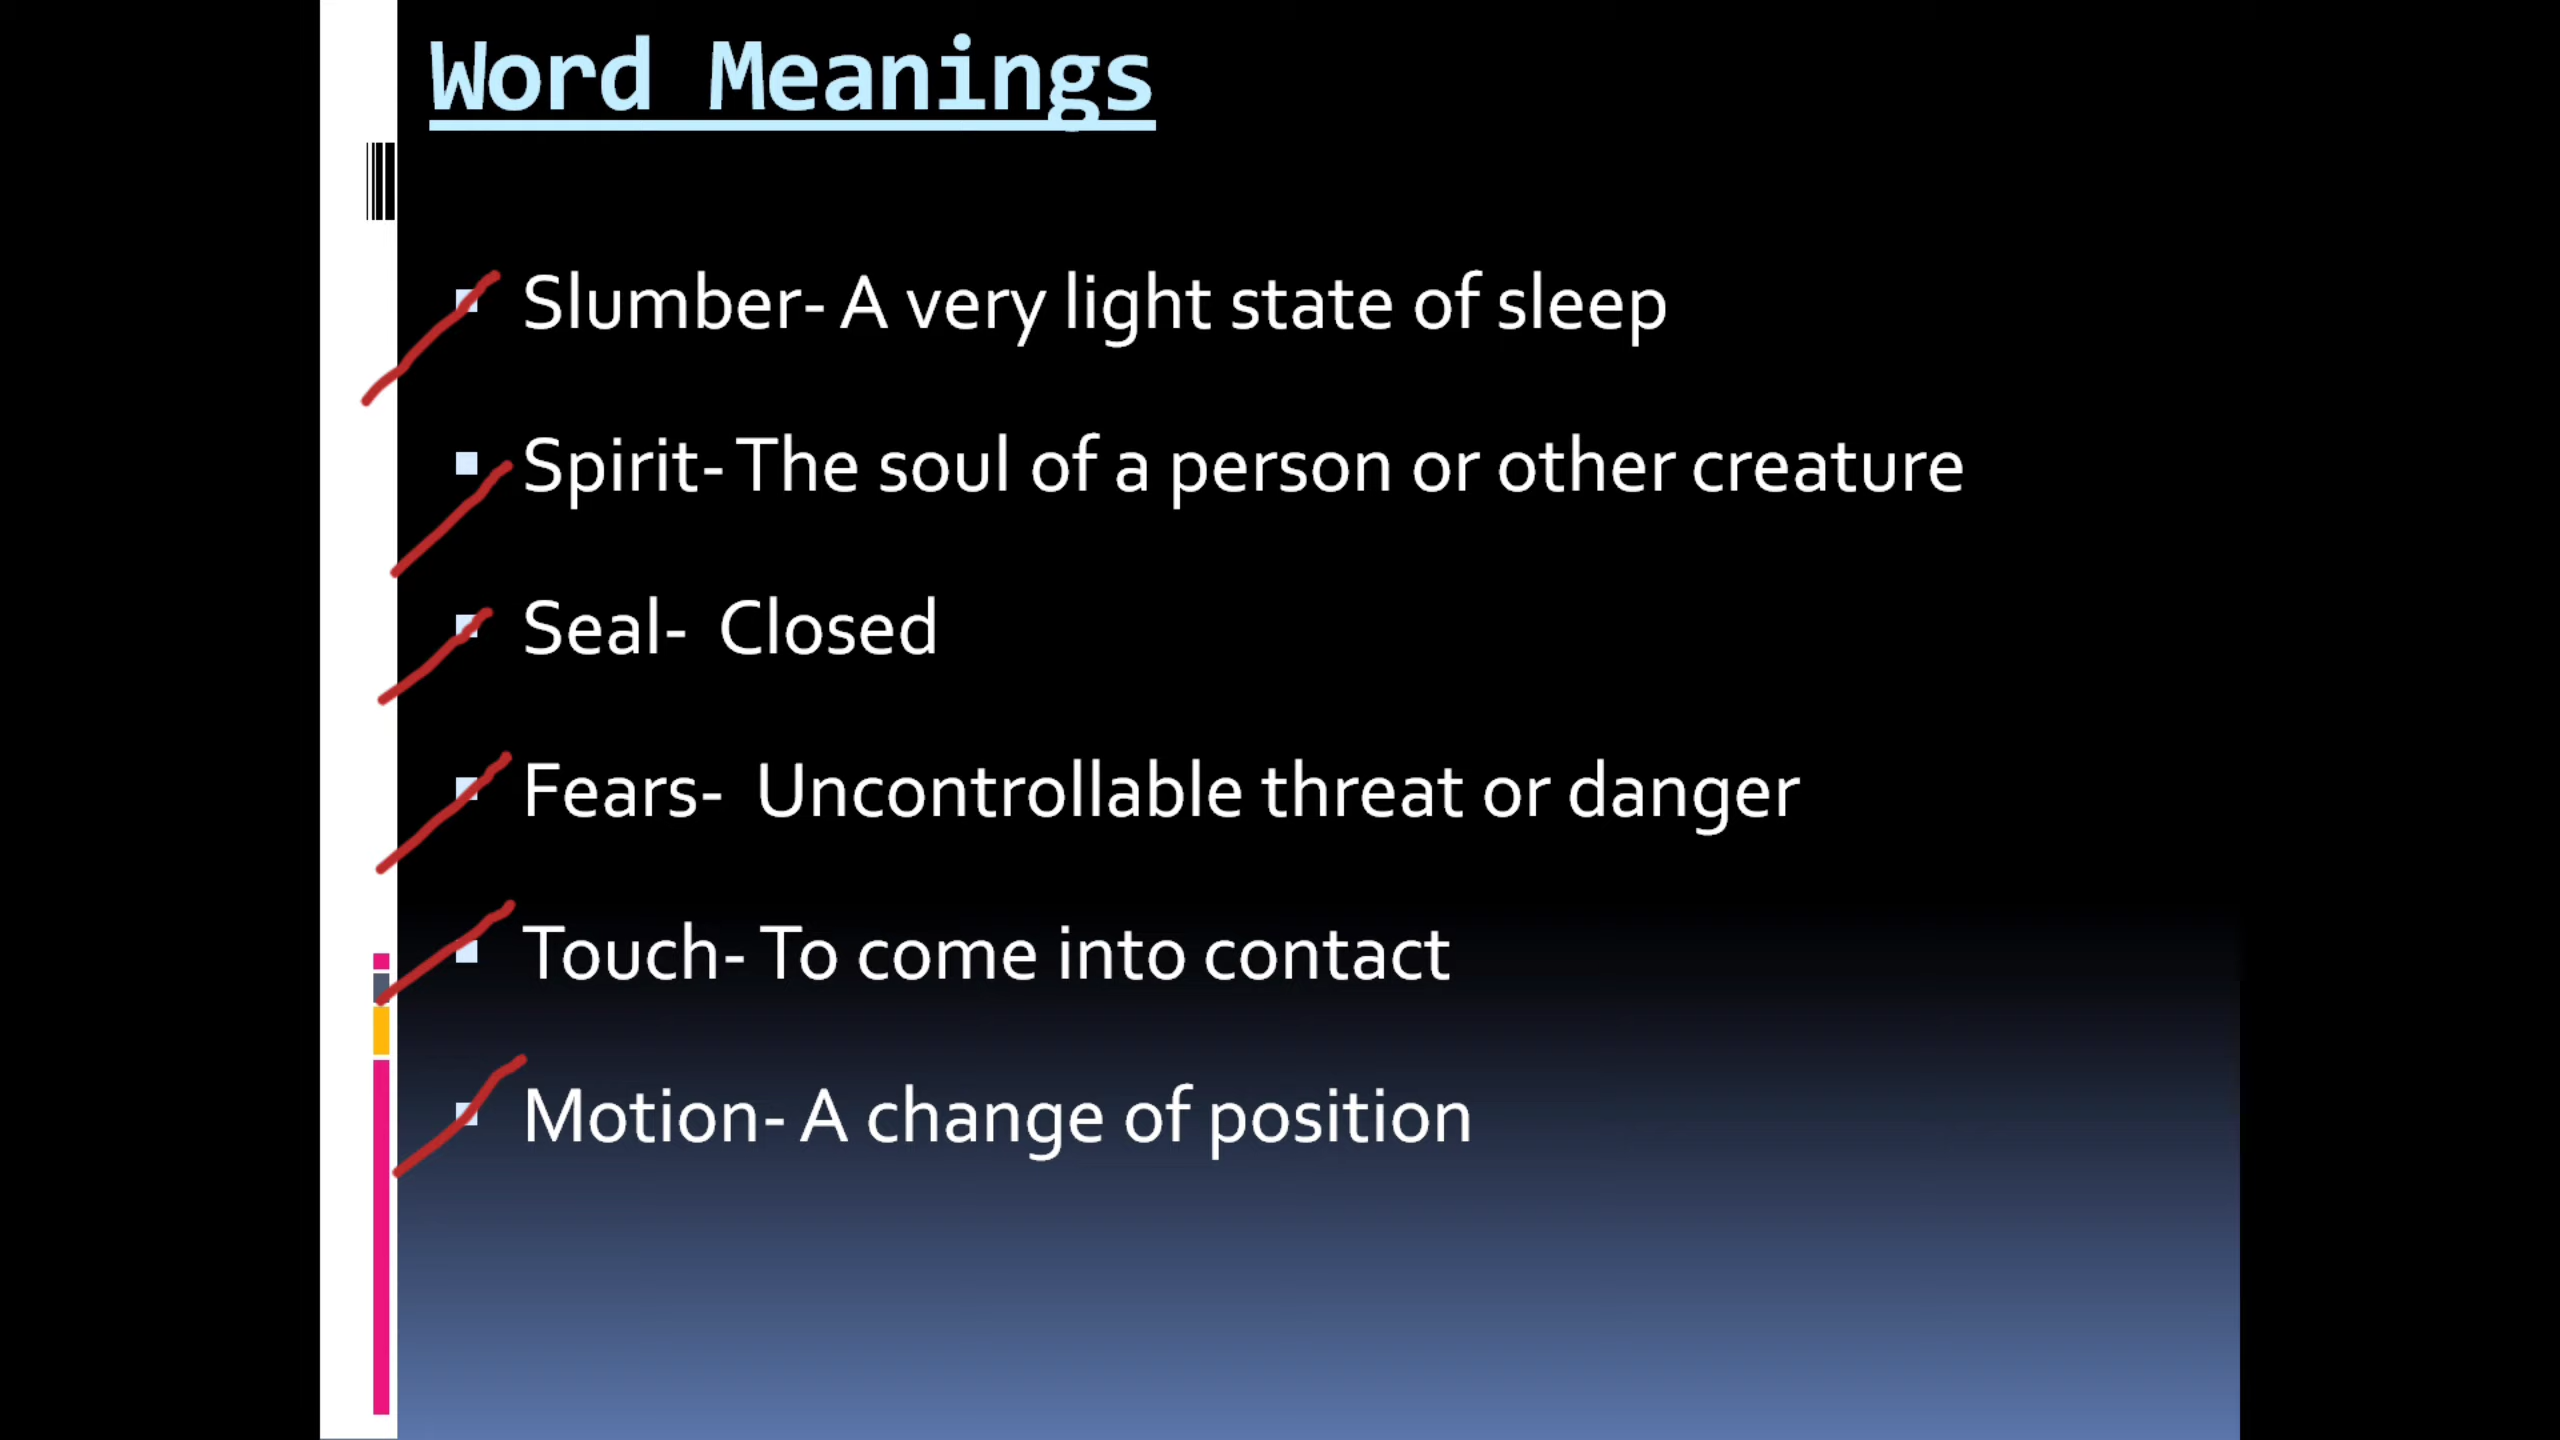 Word Meanings
Slumber- A very light state of sleep
Spirit- The soul of a person or other creature
Seal-  Closed
Fears-  Uncontrollable threat or danger
Touch- To come into contact
Motion- A change of position